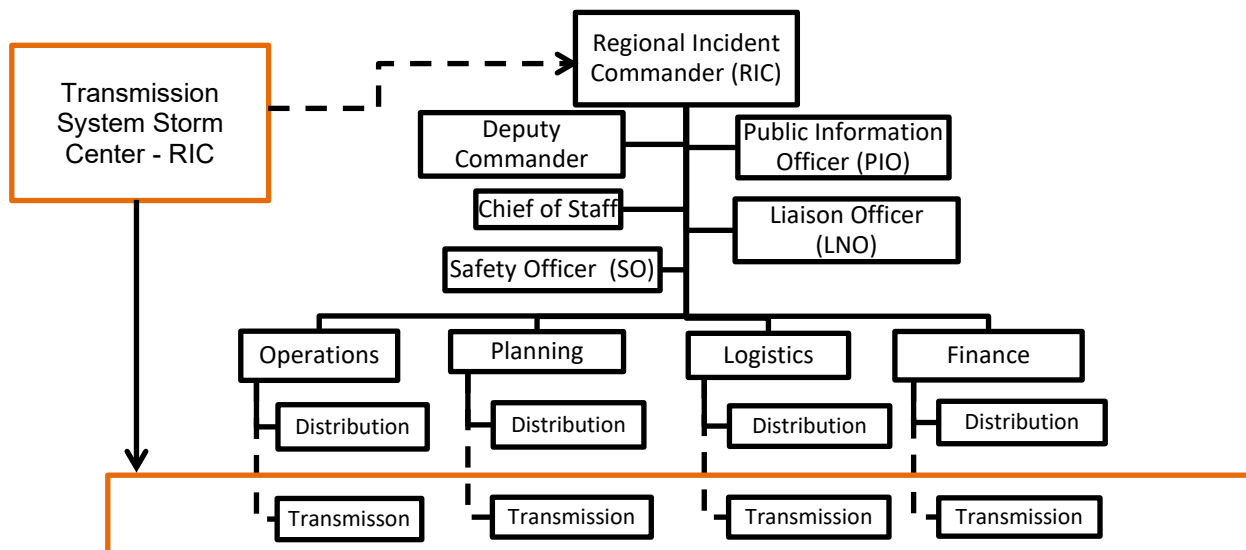 Regional Incident
Commander (RIC)
Transmission
System Storm
Center - RIC
Deputy
Commander
Public Information
Officer (PIO)
Chief of Staff
Liaison Officer
(LNO)
Safety Officer (SO)
Operations
Planning
Logistics
Finance
Distribution
Distribution
Distribution
Distribution
Transmisson
Transmission
Transmission
Transmission